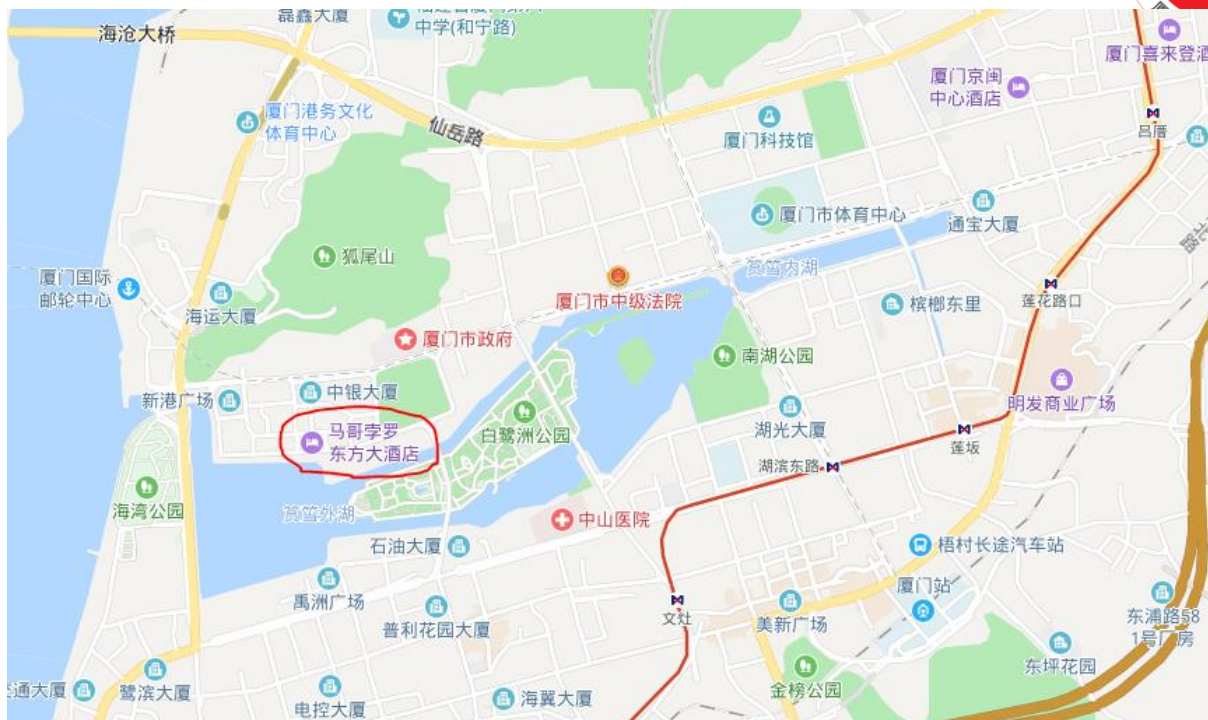 海沧大桥
磊鑫大厦
中学(和宁路)
厦门喜来登酒
厦门京闽
中心酒店
厦门港务文化
体育中心
仙岳路
厦门科技馆
吕厝
厦门市体育中心
通宝大厦
狐尾山
筼筜内湖
厦门国际
邮轮中心
海运大厦
厦门市中级法院
槟榔东里
莲花路口
厦门市政府
南湖公园
新港广场
中银大厦
明发商业广场
马哥孛罗
东方大酒店
白鹭洲公园
湖光大厦
莲坂
湖滨东路
海湾公园
筼筜外湖
中山医院
石油大厦
梧村长途汽车站
禹洲广场
厦门站
普利花园大厦
文灶
美新广场
东浦路58
1号厂房
东坪花园
通大厦
鹭滨大厦
电控大厦
海翼大厦
金榜公园